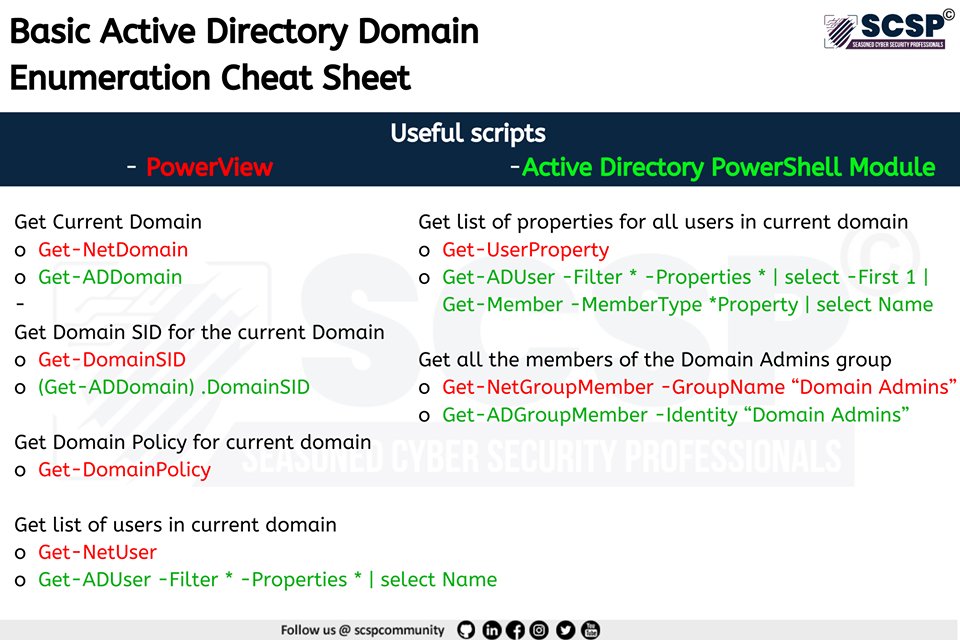 Basic Active Directory Domain
Enumeration Cheat Sheet
SCSP©
SEASONED CYBER SECURITY PROFESSIONALS
Useful scripts
- PowerView
-Active Directory PowerShell Module
Get Current Domain
o Get-NetDomain
o Get-ADDomain
-
Get Domain SID for the current Domain
o Get-DomainSID
o (Get-ADDomain) .DomainSID
Get Domain Policy for current domain
o Get-DomainPolicy
Get list of users in current domain
o Get-NetUser
o Get-ADUser -Filter * -Properties * | select Name
Get list of properties for all users in current domain
o Get-UserProperty
o Get-ADUser -Filter * -Properties * | select -First 1 |
Get-Member -MemberType *Property | select Name
Get all the members of the Domain Admins group
o Get-NetGroupMember -GroupName “Domain Admins”
o Get-ADGroupMember -Identity “Domain Admins”
SCSP©
SEASONED CYBER SECURITY PROFESSIONALS
Follow us @ scspcommunity
You
Tube